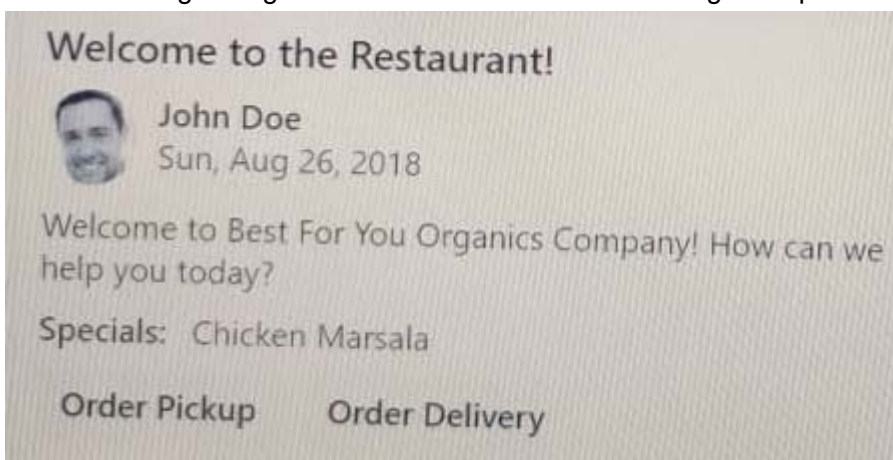 Welcome to the Restaurant!
John Doe
Sun, Aug 26, 2018
Welcome to Best For You Organics Company! How can we
help you today?
Specials: Chicken Marsala
Order Pickup Order Delivery